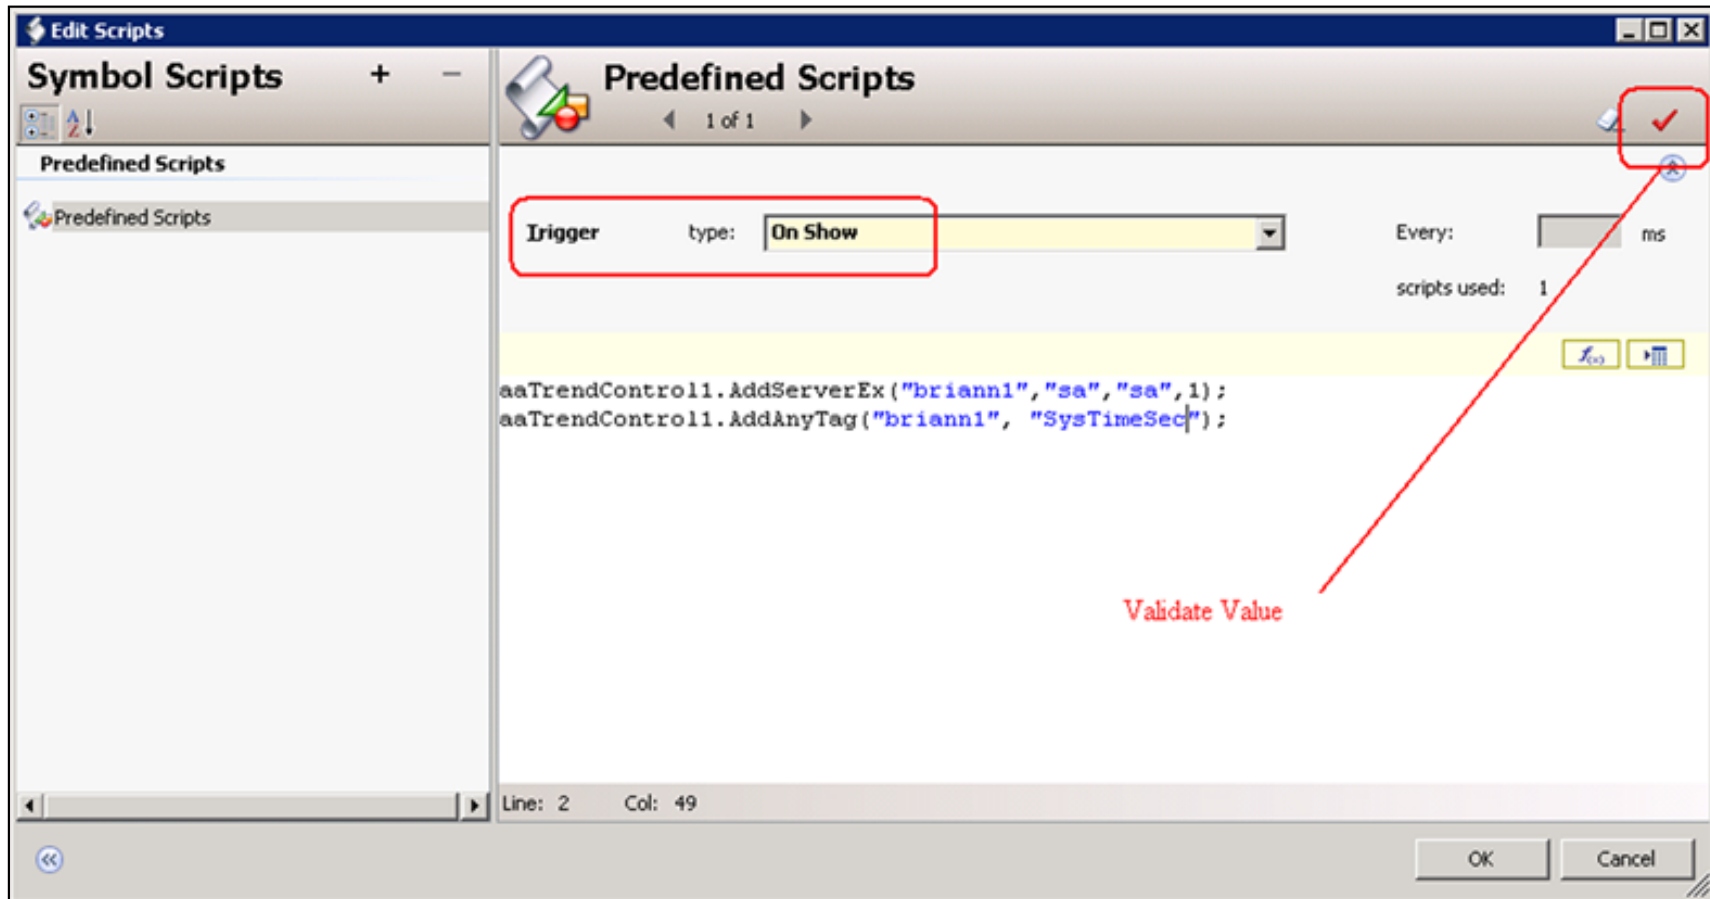 Edit Scripts
Symbol Scripts + −
Predefined Scripts
Predefined Scripts
Predefined Scripts
1 of 1
Trigger type: On Show Every: ms
scripts used: 1
f(x)
aaTrendControl1.AddServerEx("briann1","sa","sa",1);
aaTrendControl1.AddAnyTag("briann1", "SysTimeSec");
Validate Value
Line: 2 Col: 49
OK Cancel